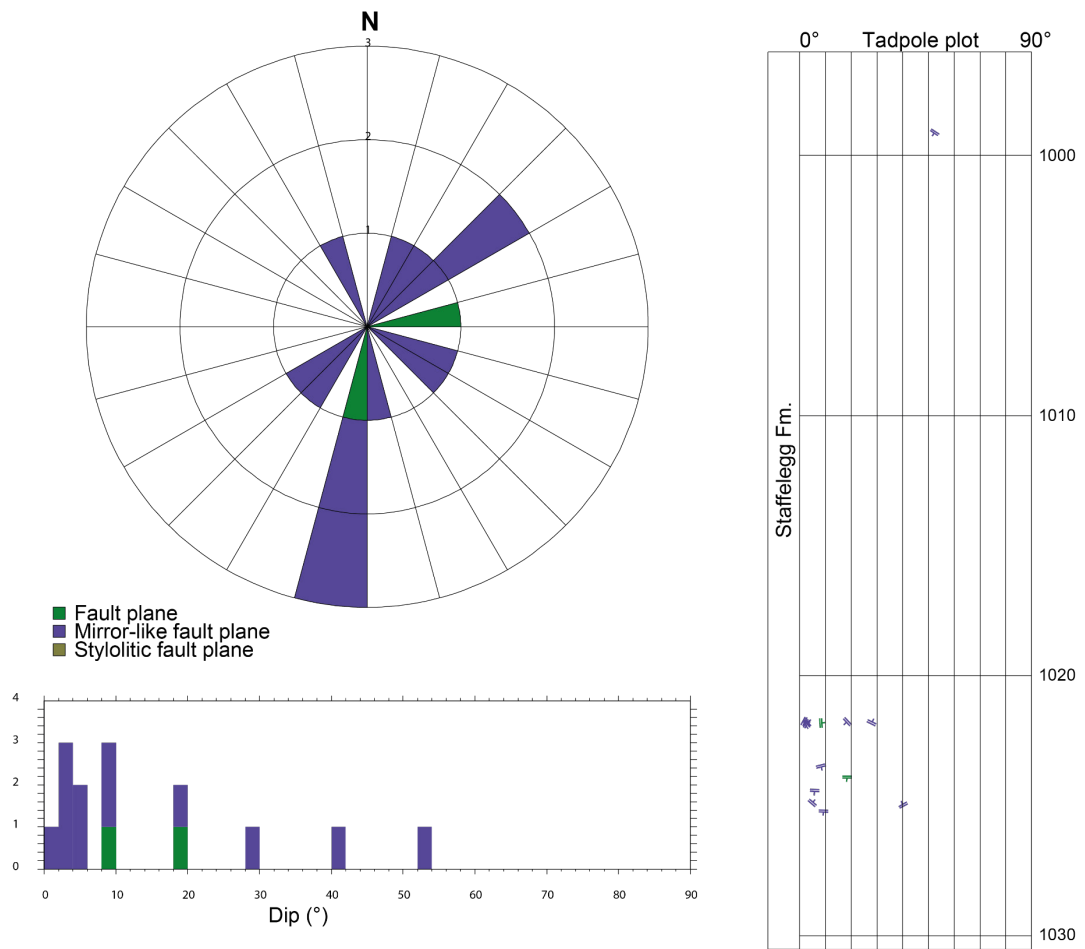 N
3
2
1
Fault plane
Mirror-like fault plane
Stylolitic fault plane
4
3
2
1
0
0 10 20 30 40 50 60 70 80 90
Dip (°)
0° Tadpole plot 90°
Staffelegg Fm.
1000
1010
1020
1030